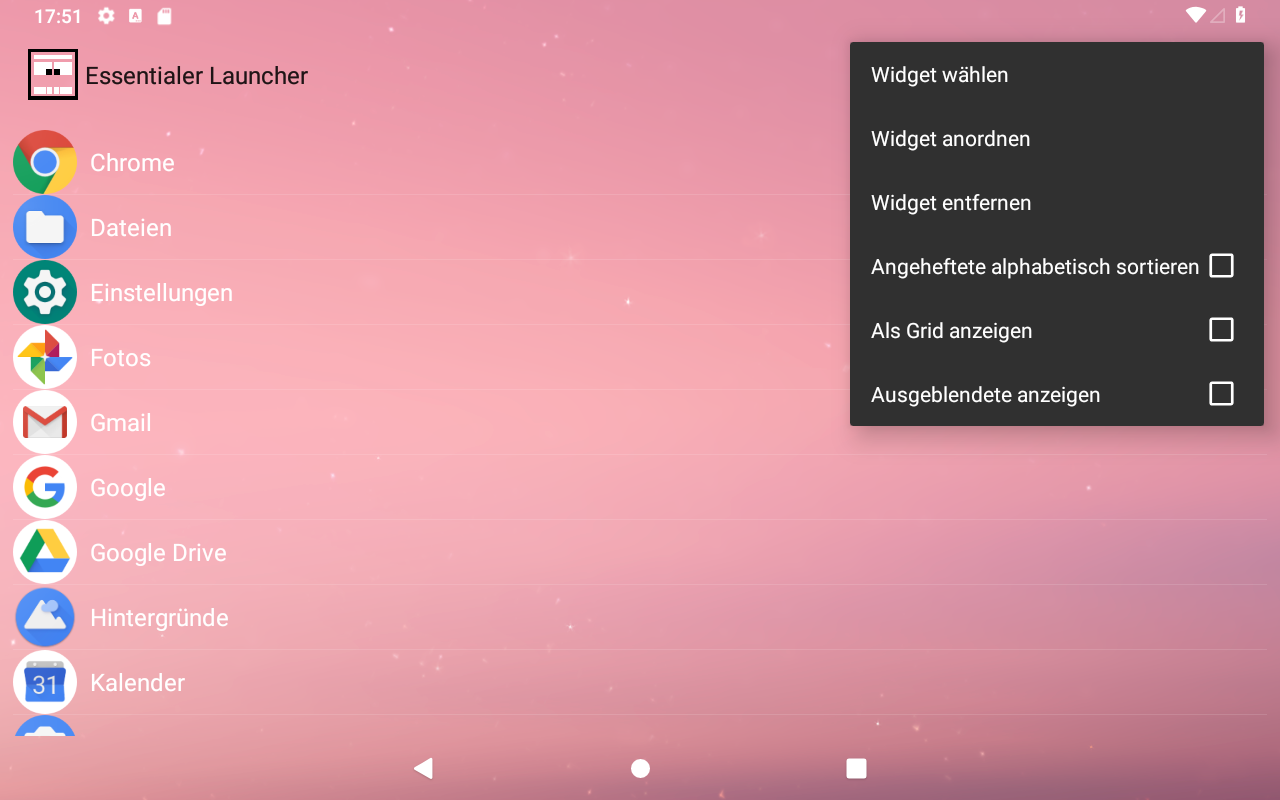 17:51
Essentialer Launcher
Chrome
Dateien
Einstellungen
Fotos
Gmail
Google
Google Drive
Hintergründe
31
Kalender
Widget wählen
Widget anordnen
Widget entfernen
Angeheftete alphabetisch sortieren
Als Grid anzeigen
Ausgeblendete anzeigen